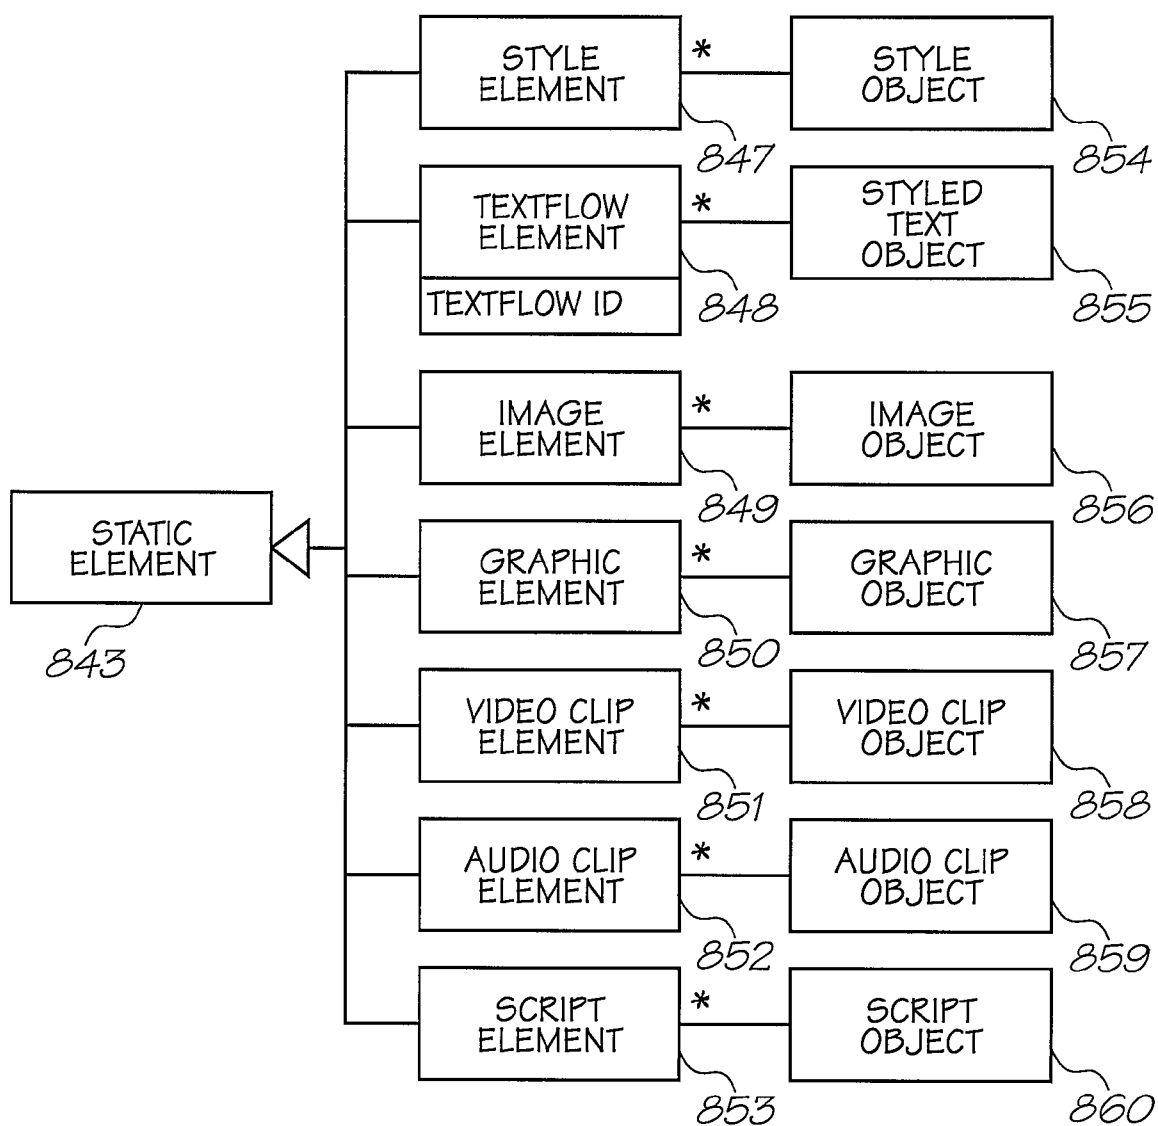 STYLE
ELEMENT
*
STYLE
OBJECT
847
854
TEXTFLOW
ELEMENT
*
STYLED
TEXT
OBJECT
TEXTFLOW ID
848
855
IMAGE
ELEMENT
*
IMAGE
OBJECT
849
856
STATIC
ELEMENT
843
GRAPHIC
ELEMENT
*
GRAPHIC
OBJECT
850
857
VIDEO CLIP
ELEMENT
*
VIDEO CLIP
OBJECT
851
858
AUDIO CLIP
ELEMENT
*
AUDIO CLIP
OBJECT
852
859
SCRIPT
ELEMENT
*
SCRIPT
OBJECT
853
860